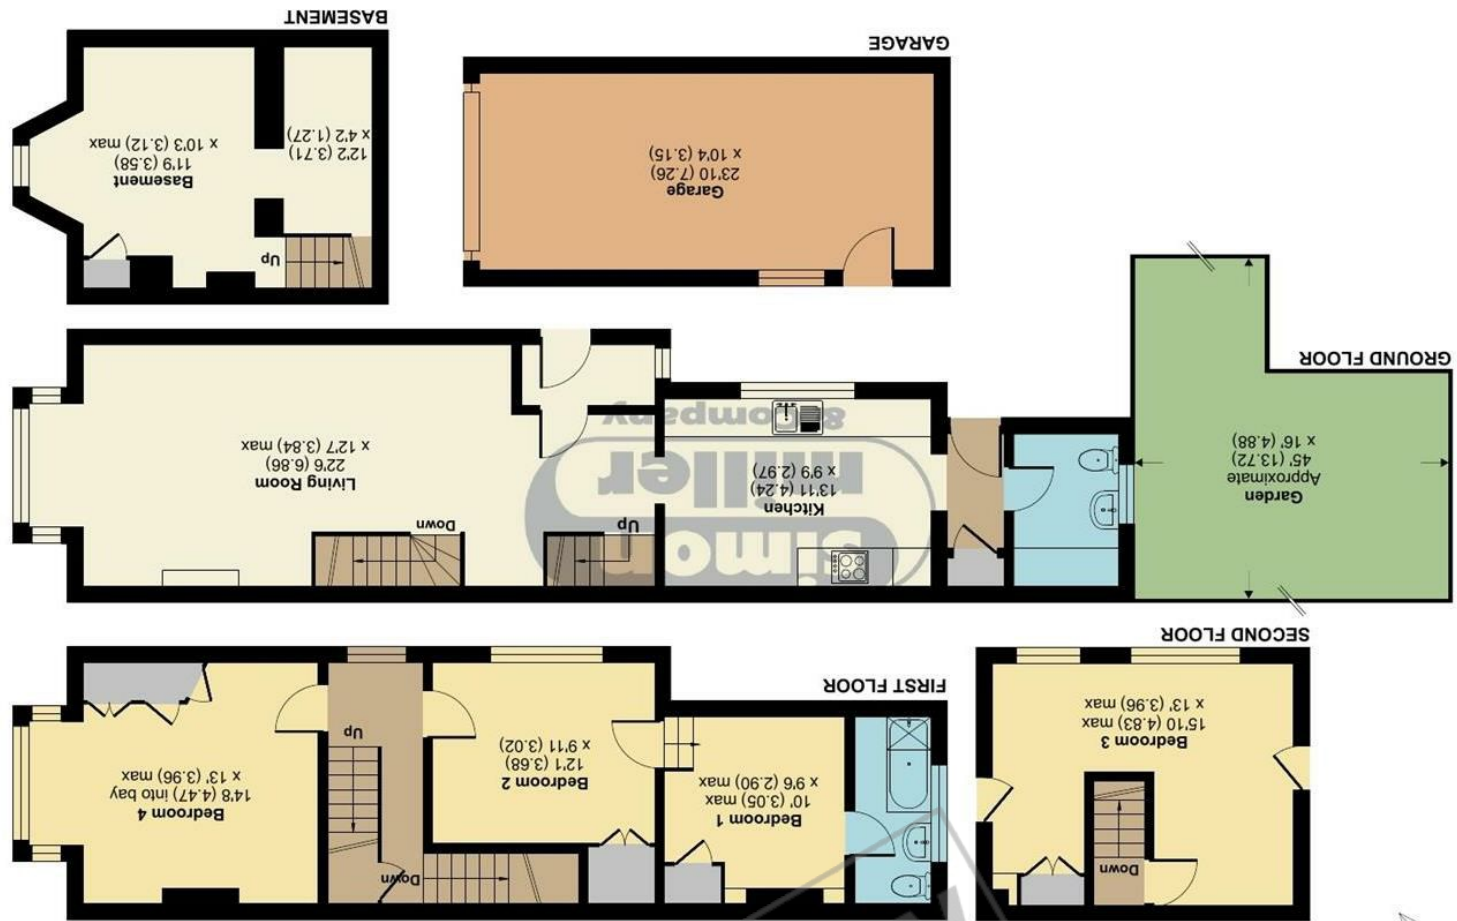 BASEMENT
Basement
11'9 (3.58)
x 10'3 (3.12) max
12'2 (3.71)
x 4'2 (1.27)
Up
GARAGE
Garage
23'10 (7.26)
x 10'4 (3.15)
GROUND FLOOR
Garden
Approximate
45' (13.72)
x 16' (4.88)
Kitchen
13'11 (4.24)
x 9'9 (2.97)
Living Room
22'6 (6.86)
x 12'7 (3.84) max
Up
Down
simon
miller
& Company
SECOND FLOOR
Bedroom 3
15'10 (4.83) max
x 13' (3.96) max
Down
FIRST FLOOR
Bedroom 1
10' (3.05) max
x 9'6 (2.90) max
Bedroom 2
12'1 (3.68)
x 9'11 (3.02)
Bedroom 4
14'8 (4.47) into bay
x 13' (3.96) max
Up
Down